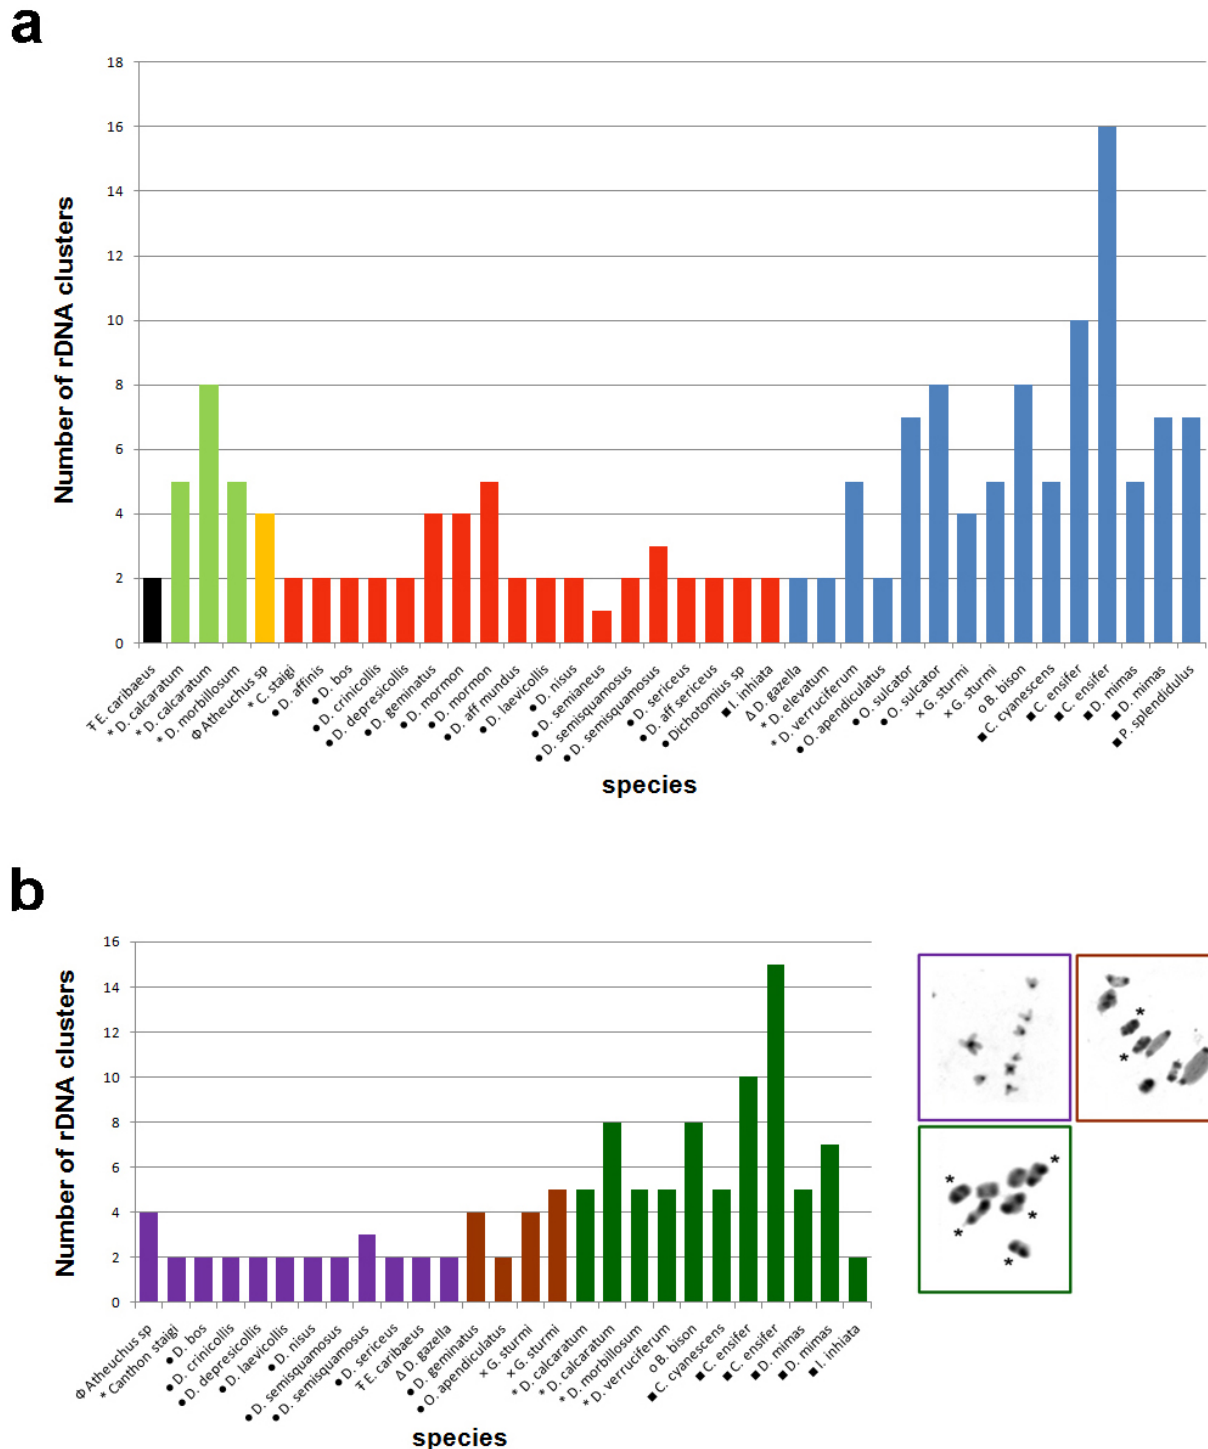 a
Number of rDNA clusters
18
16
14
12
10
8
6
4
2
0
Ŧ E. caribaeus
* D. calcaratum
* D. calcaratum
* D. morbillosum
Φ Atheuchus sp
* C. staigi
● D. affinis
● D. bos
● D. crinicollis
● D. depresicollis
● D. geminatus
● D. mormon
● D. mormon
● D. aff mundus
● D. laevicollis
● D. nisus
● D. semianeus
● D. semisquamosus
● D. semisquamosus
● D. sericeus
● D. aff sericeus
● Dichotomius sp
■ I. inhiata
Δ D. gazella
* D. elevatum
* D. verruciferum
● O. apendiculatus
● O. sulcator
● O. sulcator
× G. sturmi
× G. sturmi
o B. bison
■ C. cyanescens
■ C. ensifer
■ C. ensifer
■ D. mimas
■ D. mimas
■ P. splendidulus
species
b
Number of rDNA clusters
16
14
12
10
8
6
4
2
0
Φ Atheuchus sp
* Canthon staigi
● D. bos
● D. crinicollis
● D. depresicollis
● D. laevicollis
● D. nisus
● D. semisquamosus
● D. semisquamosus
● D. sericeus
Ŧ E. caribaeus
Δ D. gazella
● D. geminatus
● O. apendiculatus
× G. sturmi
× G. sturmi
* D. calcaratum
* D. calcaratum
* D. morbillosum
* D. verruciferum
o B. bison
■ C. cyanescens
■ C. ensifer
■ C. ensifer
■ D. mimas
■ D. mimas
■ I. inhiata
species
* *
* * * * *